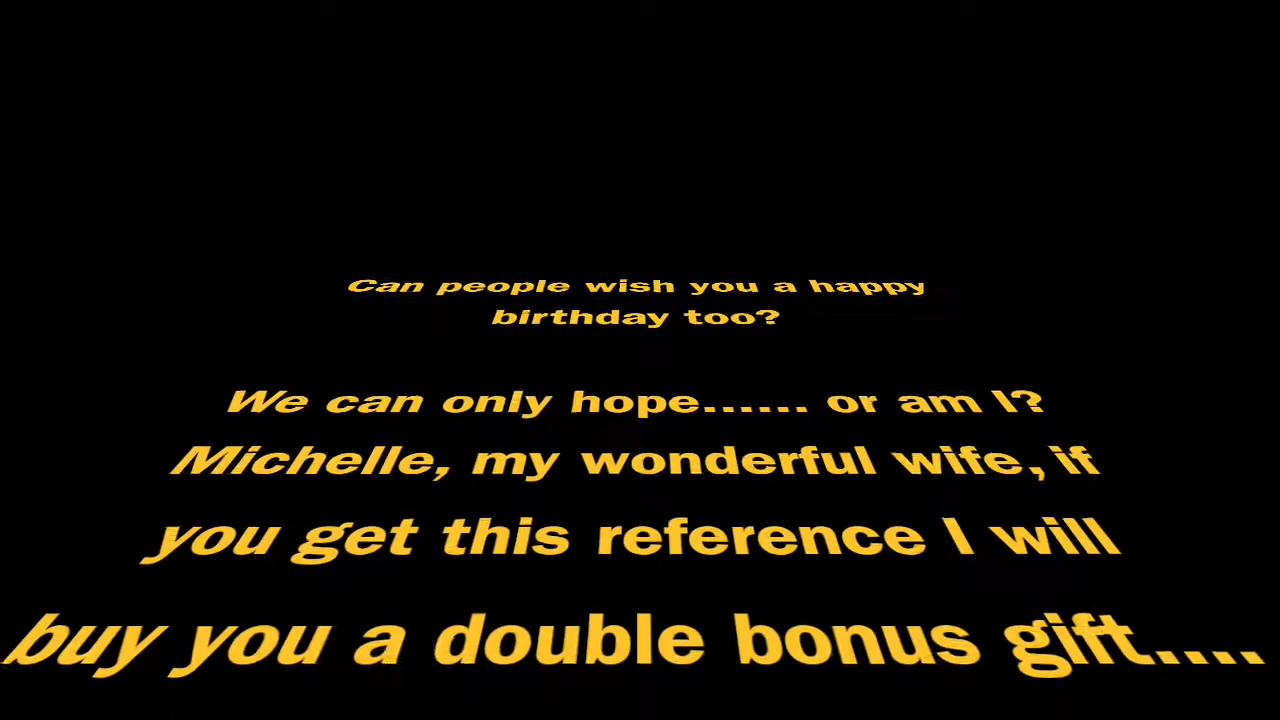 Can people wish you a happy
birthday too?
We can only hope...... or am I?
Michelle, my wonderful wife, if
you get this reference I will
buy you a double bonus gift....